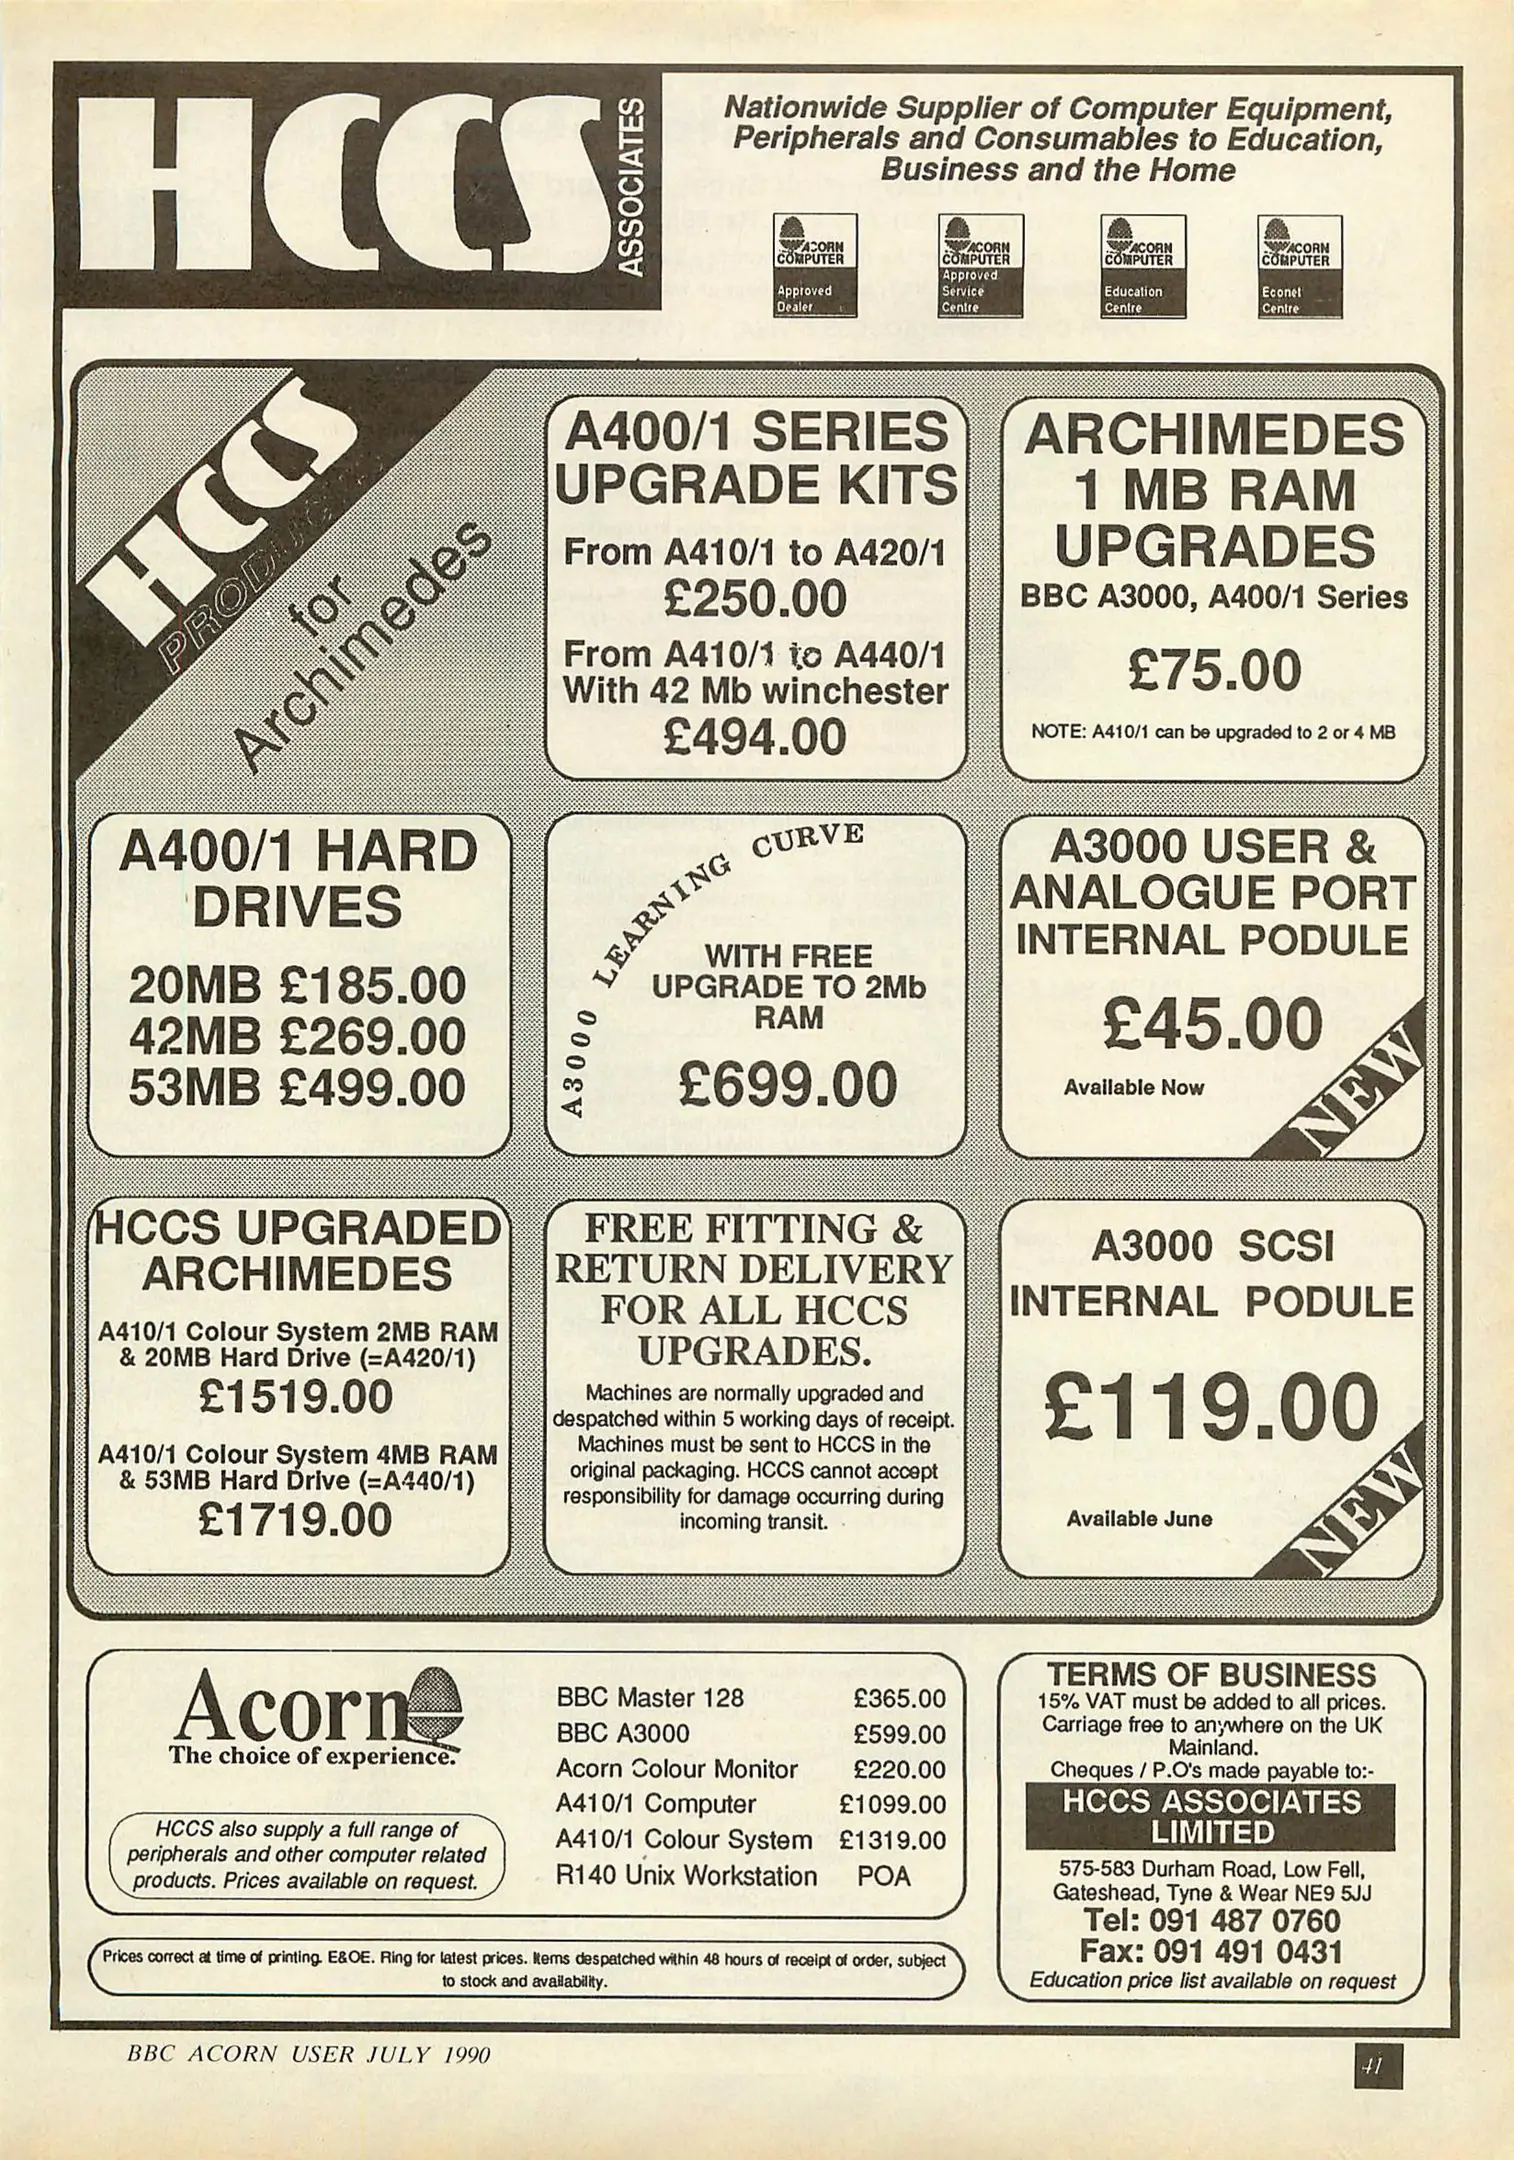 HCCS
ASSOCIATES
Nationwide Supplier of Computer Equipment,
Peripherals and Consumables to Education,
Business and the Home
ACORN
COMPUTER
Approved
Dealer
ACORN
COMPUTER
Approved
Service
Centre
ACORN
COMPUTER
Education
Centre
ACORN
COMPUTER
Econet
Centre
HCCS
PRODUCTS
for
Archimedes
A400/1 SERIES
UPGRADE KITS
From A410/1 to A420/1
£250.00
From A410/1 to A440/1
With 42 Mb winchester
£494.00
ARCHIMEDES
1 MB RAM
UPGRADES
BBC A3000, A400/1 Series
£75.00
NOTE: A410/1 can be upgraded to 2 or 4 MB
A400/1 HARD
DRIVES
20MB £185.00
42MB £269.00
53MB £499.00
A3000 LEARNING CURVE
WITH FREE
UPGRADE TO 2Mb
RAM
£699.00
A3000 USER &
ANALOGUE PORT
INTERNAL PODULE
£45.00
Available Now
NEW
HCCS UPGRADED
ARCHIMEDES
A410/1 Colour System 2MB RAM
& 20MB Hard Drive (=A420/1)
£1519.00
A410/1 Colour System 4MB RAM
& 53MB Hard Drive (=A440/1)
£1719.00
FREE FITTING &
RETURN DELIVERY
FOR ALL HCCS
UPGRADES.
Machines are normally upgraded and
despatched within 5 working days of receipt.
Machines must be sent to HCCS in the
original packaging. HCCS cannot accept
responsibility for damage occurring during
incoming transit.
A3000 SCSI
INTERNAL PODULE
£119.00
Available June
NEW
Acorn
The choice of experience.
HCCS also supply a full range of
peripherals and other computer related
products. Prices available on request.
BBC Master 128 £365.00
BBC A3000 £599.00
Acorn Colour Monitor £220.00
A410/1 Computer £1099.00
A410/1 Colour System £1319.00
R140 Unix Workstation POA
Prices correct at time of printing. E&OE. Ring for latest prices. Items despatched within 48 hours of receipt of order, subject
to stock and availability.
TERMS OF BUSINESS
15% VAT must be added to all prices.
Carriage free to anywhere on the UK
Mainland.
Cheques / P.O's made payable to:-
HCCS ASSOCIATES
LIMITED
575-583 Durham Road, Low Fell,
Gateshead, Tyne & Wear NE9 5JJ
Tel: 091 487 0760
Fax: 091 491 0431
Education price list available on request
BBC ACORN USER JULY 1990
41